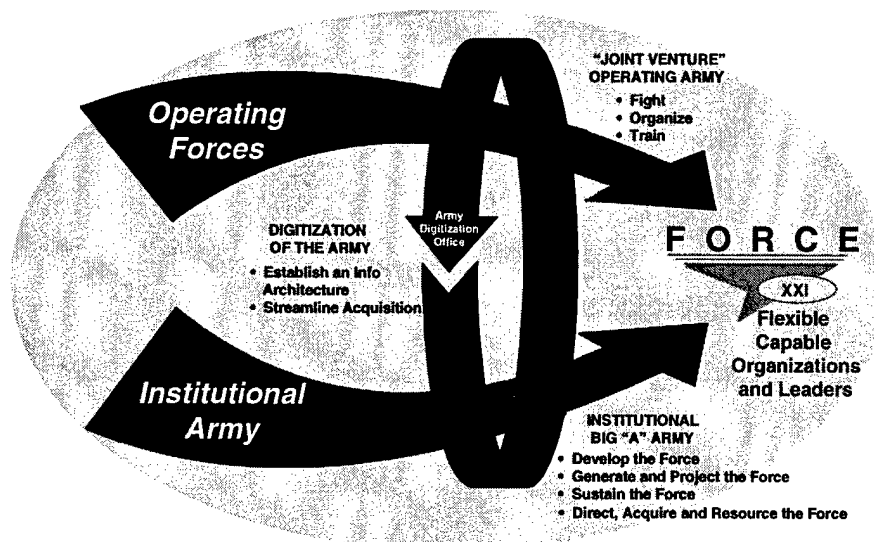 "JOINT VENTURE"
OPERATING ARMY
• Fight
• Organize
• Train
Operating
Forces
Army
Digitization
Office
DIGITIZATION
OF THE ARMY
• Establish an Info
Architecture
• Streamline Acquisition
FORCE
XXI
Flexible
Capable
Organizations
and Leaders
Institutional
Army
INSTITUTIONAL
BIG "A" ARMY
• Develop the Force
• Generate and Project the Force
• Sustain the Force
• Direct, Acquire and Resource the Force